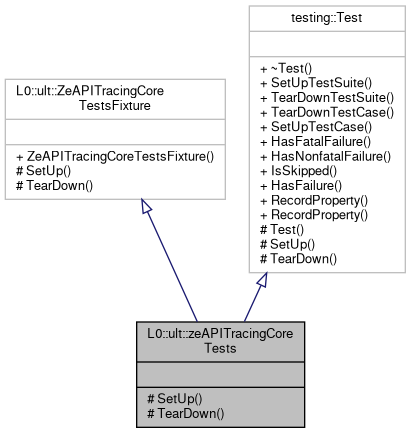 testing::Test
+ ~Test()
+ SetUpTestSuite()
+ TearDownTestSuite()
+ TearDownTestCase()
+ SetUpTestCase()
+ HasFatalFailure()
+ HasNonfatalFailure()
+ IsSkipped()
+ HasFailure()
+ RecordProperty()
+ RecordProperty()
# Test()
# SetUp()
# TearDown()
L0::ult::ZeAPITracingCore
TestsFixture
+ ZeAPITracingCoreTestsFixture()
# SetUp()
# TearDown()
L0::ult::zeAPITracingCore
Tests
# SetUp()
# TearDown()